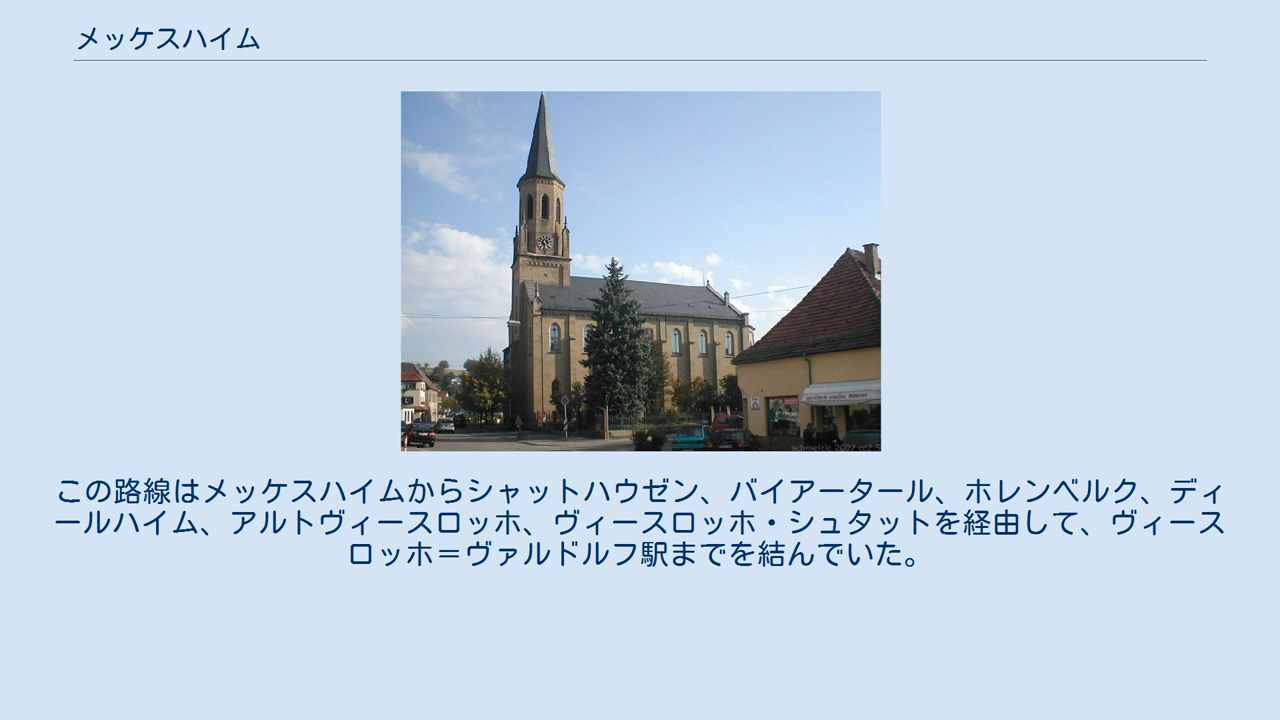 メッケスハイム
この路線はメッケスハイムからシャットハウゼン、バイアータール、ホレンベルク、ディ
ールハイム、アルトヴィースロッホ、ヴィースロッホ・シュタットを経由して、ヴィース
ロッホ＝ヴァルドルフ駅までを結んでいた。